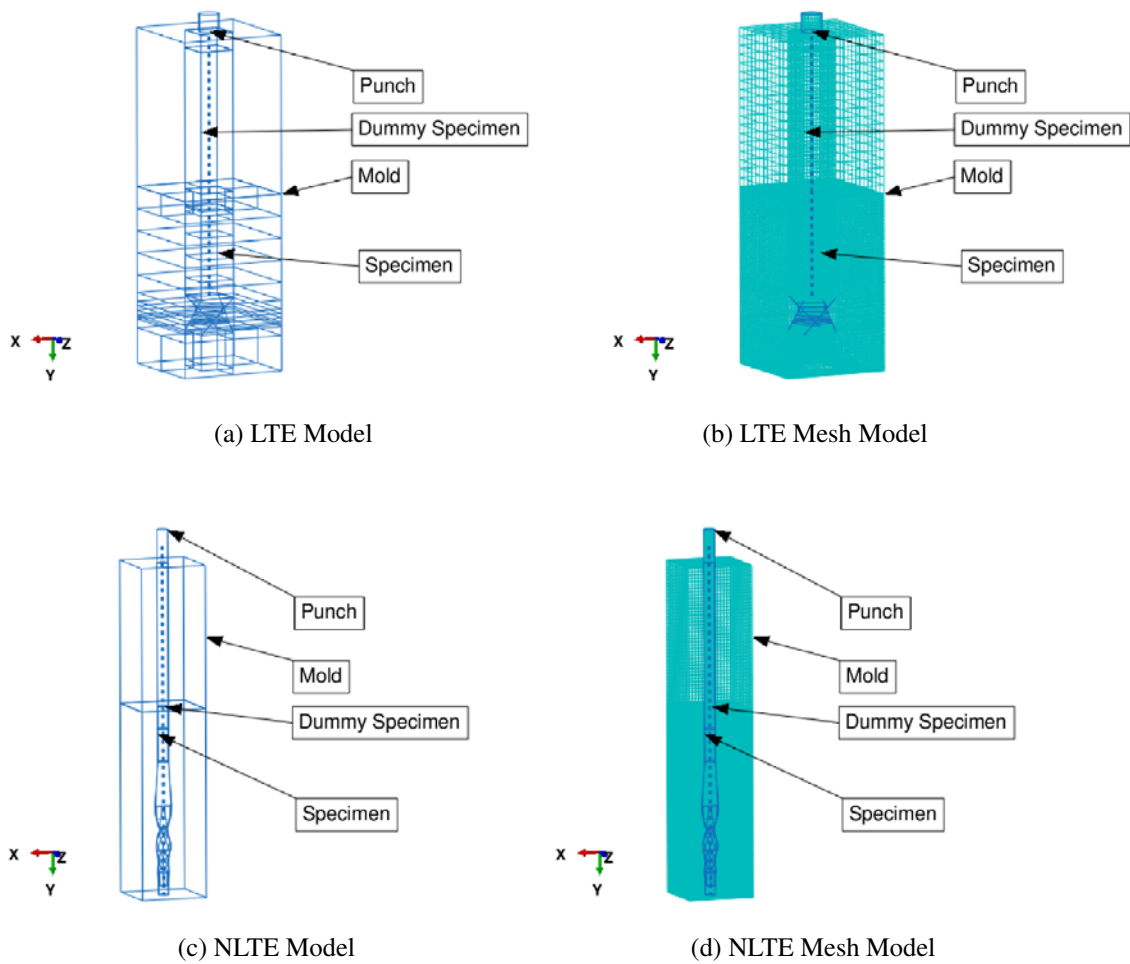 Punch
Dummy Specimen
Mold
Specimen
X
Z
Y
(a) LTE Model
Punch
Dummy Specimen
Mold
Specimen
X
Z
Y
(b) LTE Mesh Model
Punch
Mold
Dummy Specimen
Specimen
X
Z
Y
(c) NLTE Model
Punch
Mold
Dummy Specimen
Specimen
X
Z
Y
(d) NLTE Mesh Model